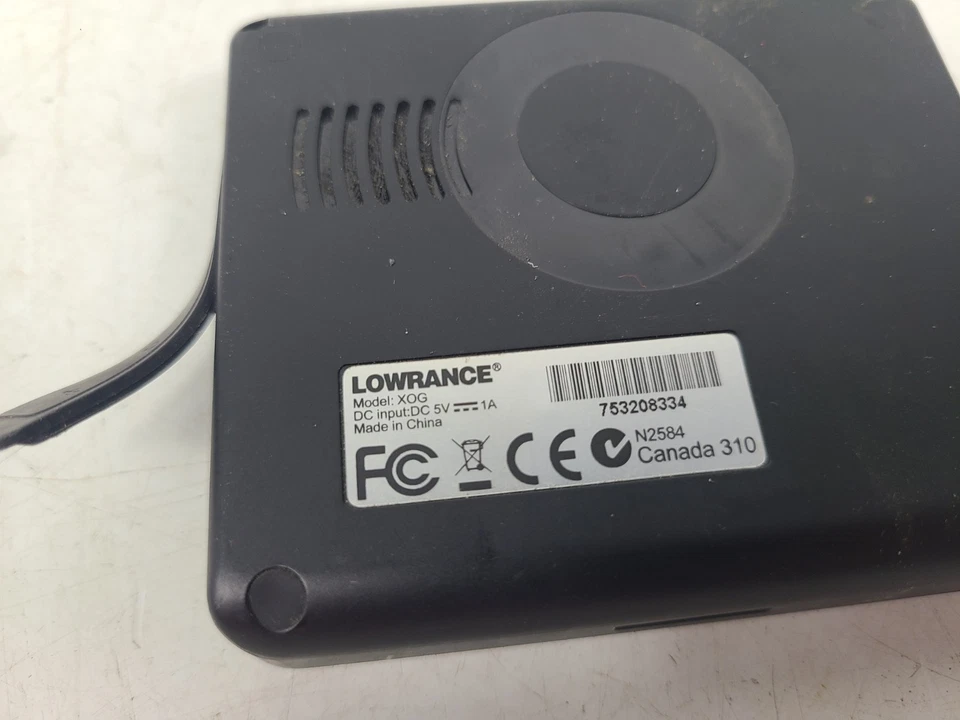 LOWRANCE®
Model: XOG
DC input:DC 5V ⎓ 1A
Made in China
753208334
FC CE N2584
Canada 310